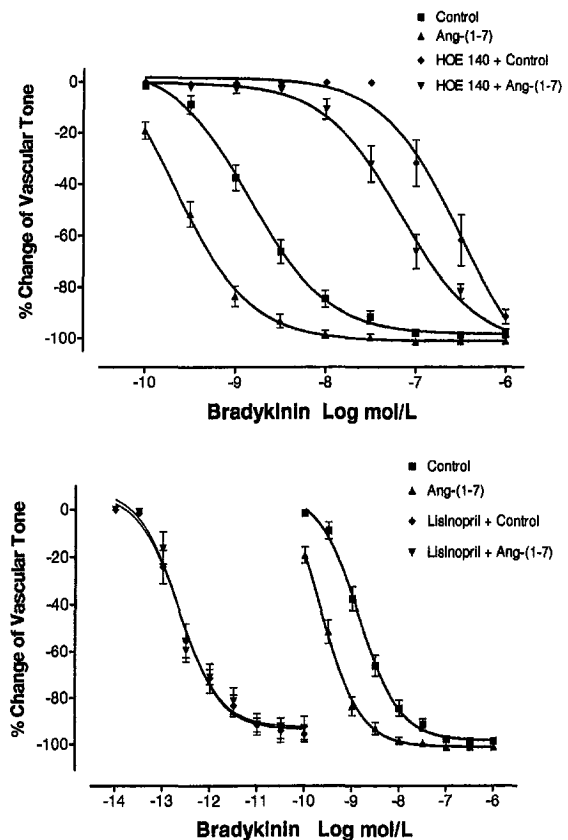 Control
Ang-(1-7)
HOE 140 + Control
HOE 140 + Ang-(1-7)
% Change of Vascular Tone
0
-20
-40
-60
-80
-100
-10
-9
-8
-7
-6
Bradykinin Log mol/L
Control
Ang-(1-7)
Lisinopril + Control
Lisinopril + Ang-(1-7)
% Change of Vascular Tone
0
-20
-40
-60
-80
-100
-14
-13
-12
-11
-10
-9
-8
-7
-6
Bradykinin Log mol/L